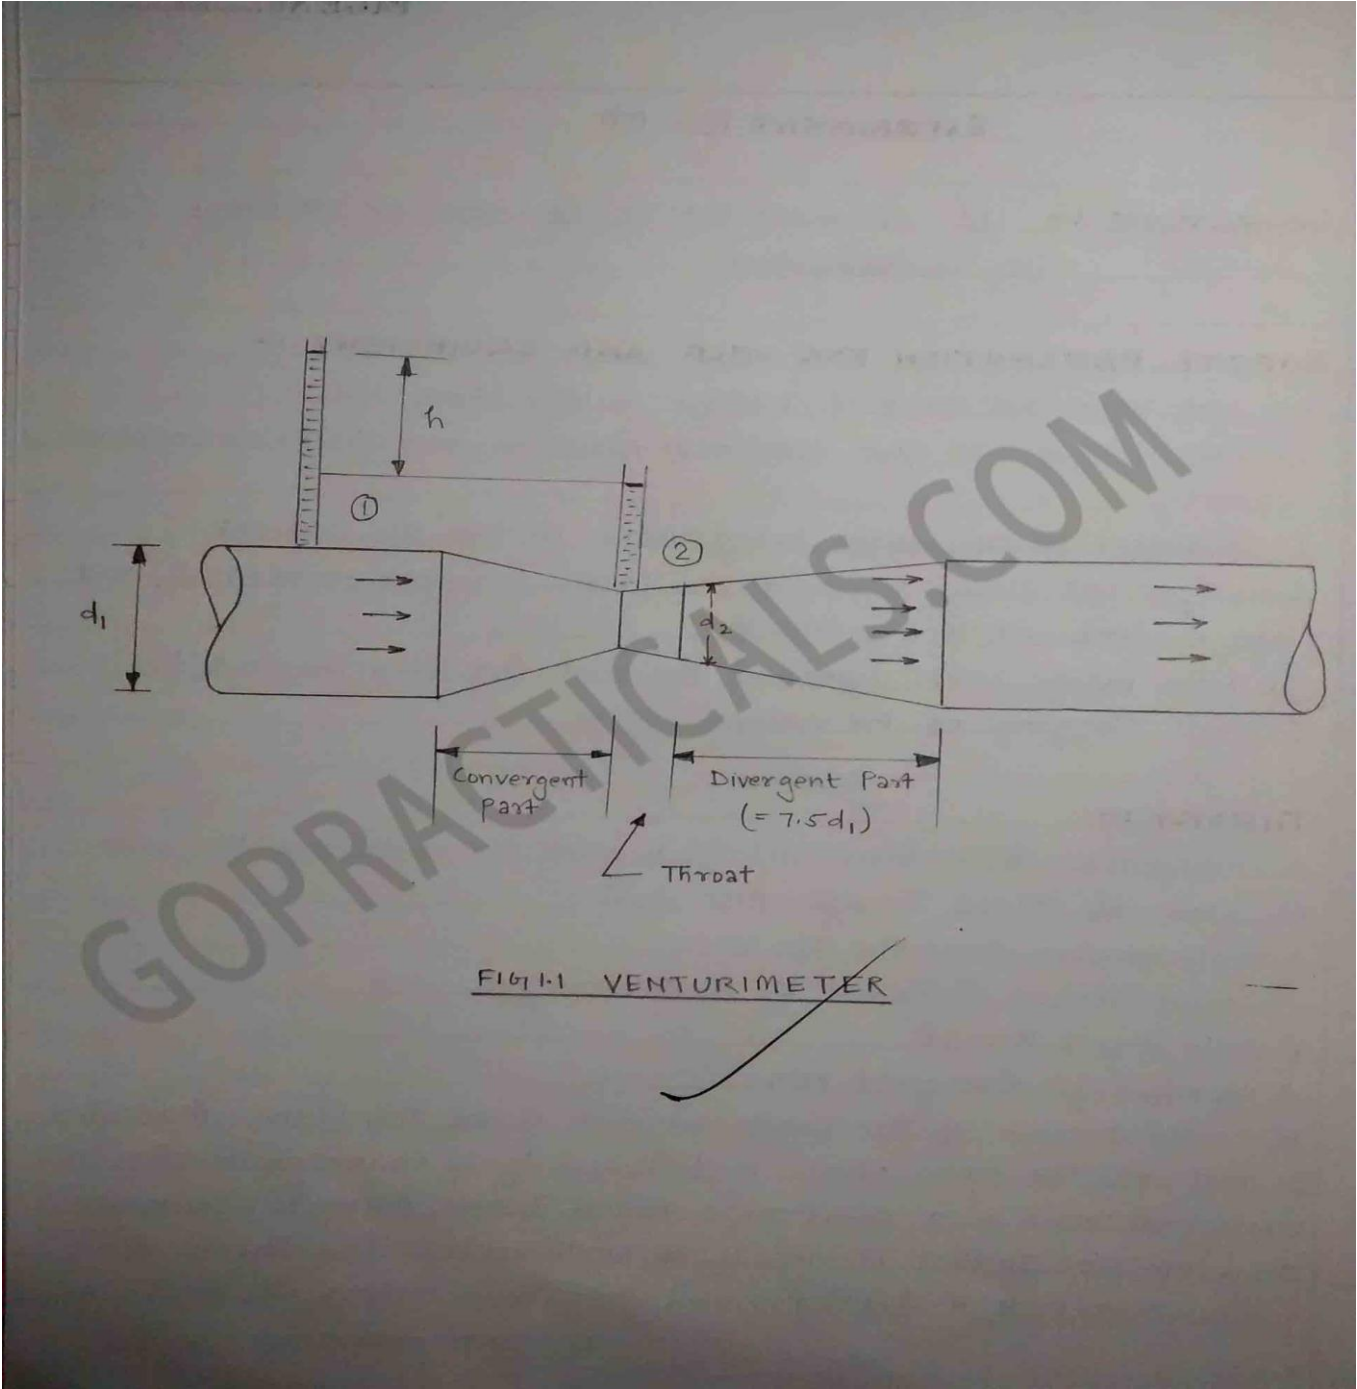 h
①
②
d₁
d₂
Convergent
Part
Divergent Part
(= 7.5d₁)
Throat
FIG 1.1 VENTURIMETER
GOPRACTICALS.COM